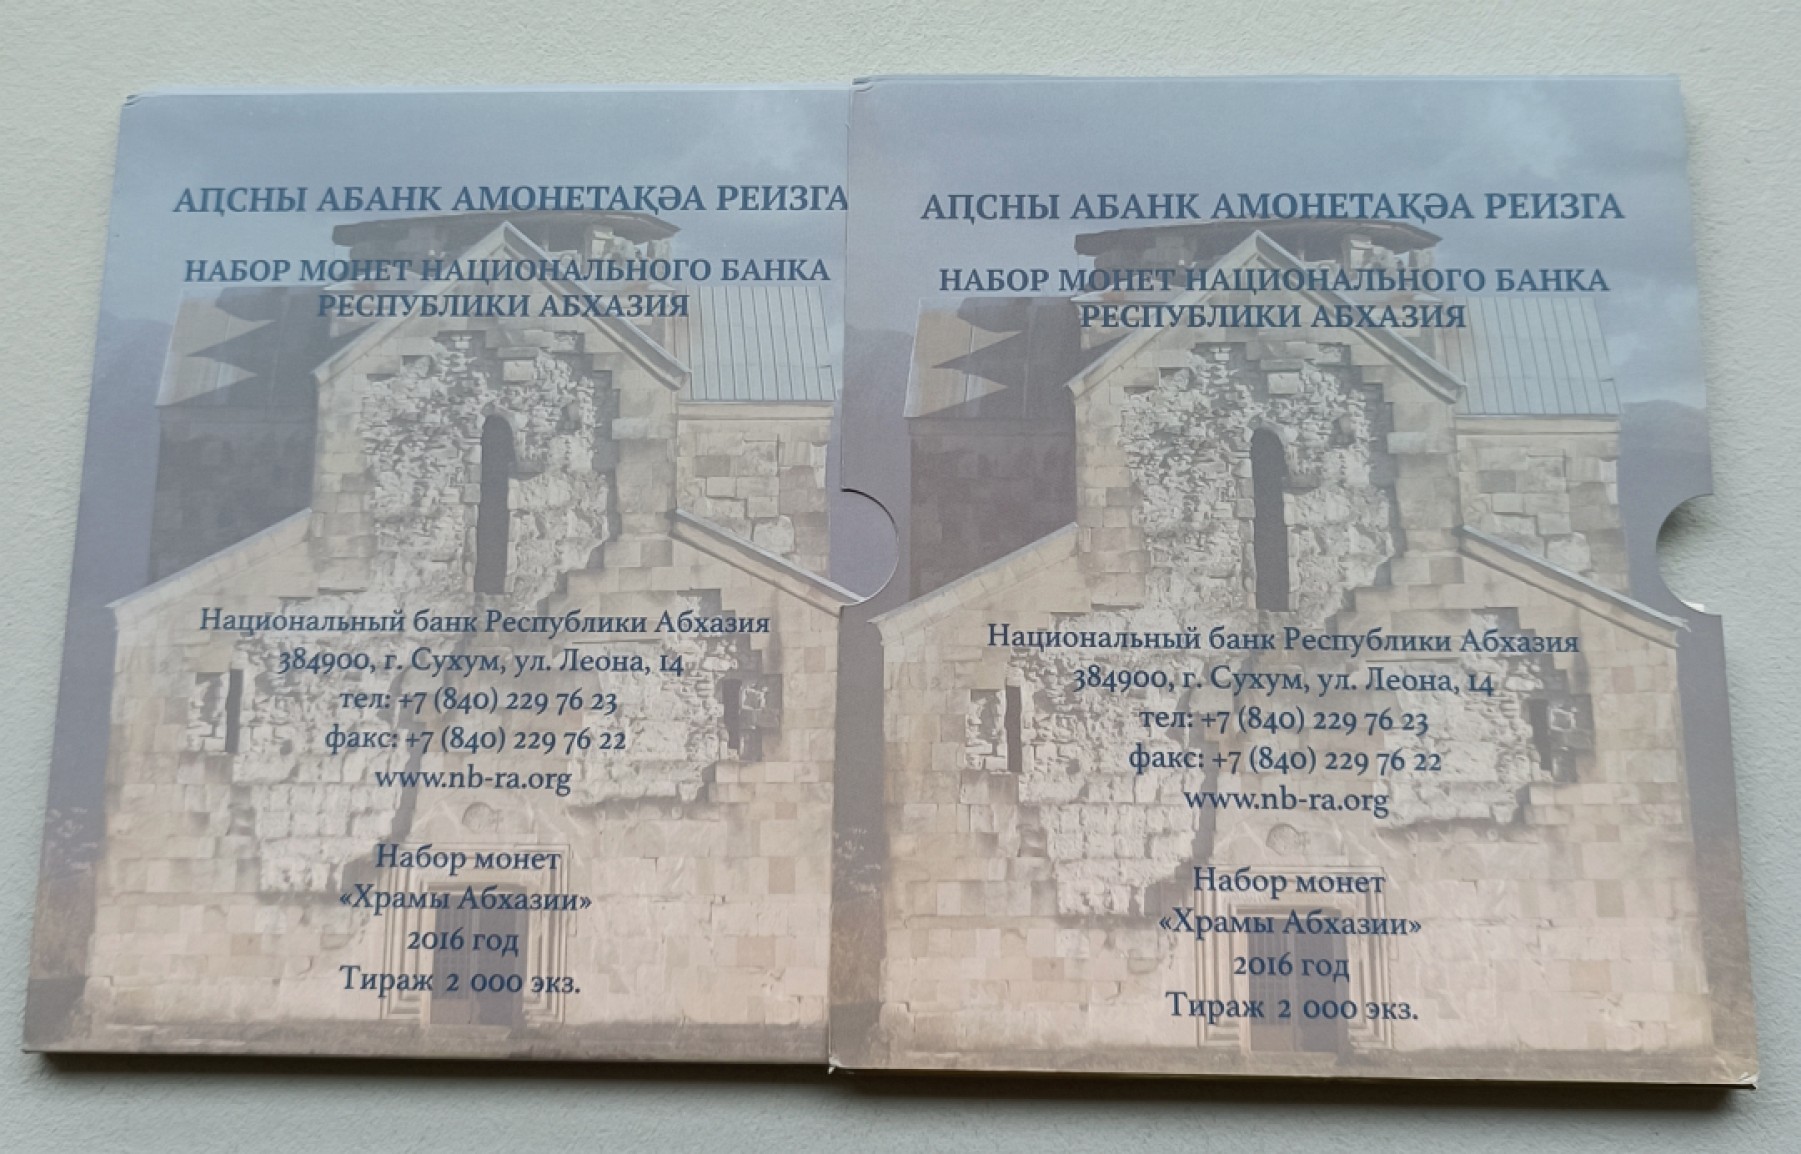 АԤСНЫ АБАНК АМОНЕТАҚӘА РЕИЗГА
НАБОР МОНЕТ НАЦИОНАЛЬНОГО БАНКА
РЕСПУБЛИКИ АБХАЗИЯ
Национальный банк Республики Абхазия
384900, г. Сухум, ул. Леона, 14
тел: +7 (840) 229 76 23
факс: +7 (840) 229 76 22
www.nb-ra.org
Набор монет
«Храмы Абхазии»
2016 год
Тираж 2 000 экз.
АԤСНЫ АБАНК АМОНЕТАҚӘА РЕИЗГА
НАБОР МОНЕТ НАЦИОНАЛЬНОГО БАНКА
РЕСПУБЛИКИ АБХАЗИЯ
Национальный банк Республики Абхазия
384900, г. Сухум, ул. Леона, 14
тел: +7 (840) 229 76 23
факс: +7 (840) 229 76 22
www.nb-ra.org
Набор монет
«Храмы Абхазии»
2016 год
Тираж 2 000 экз.